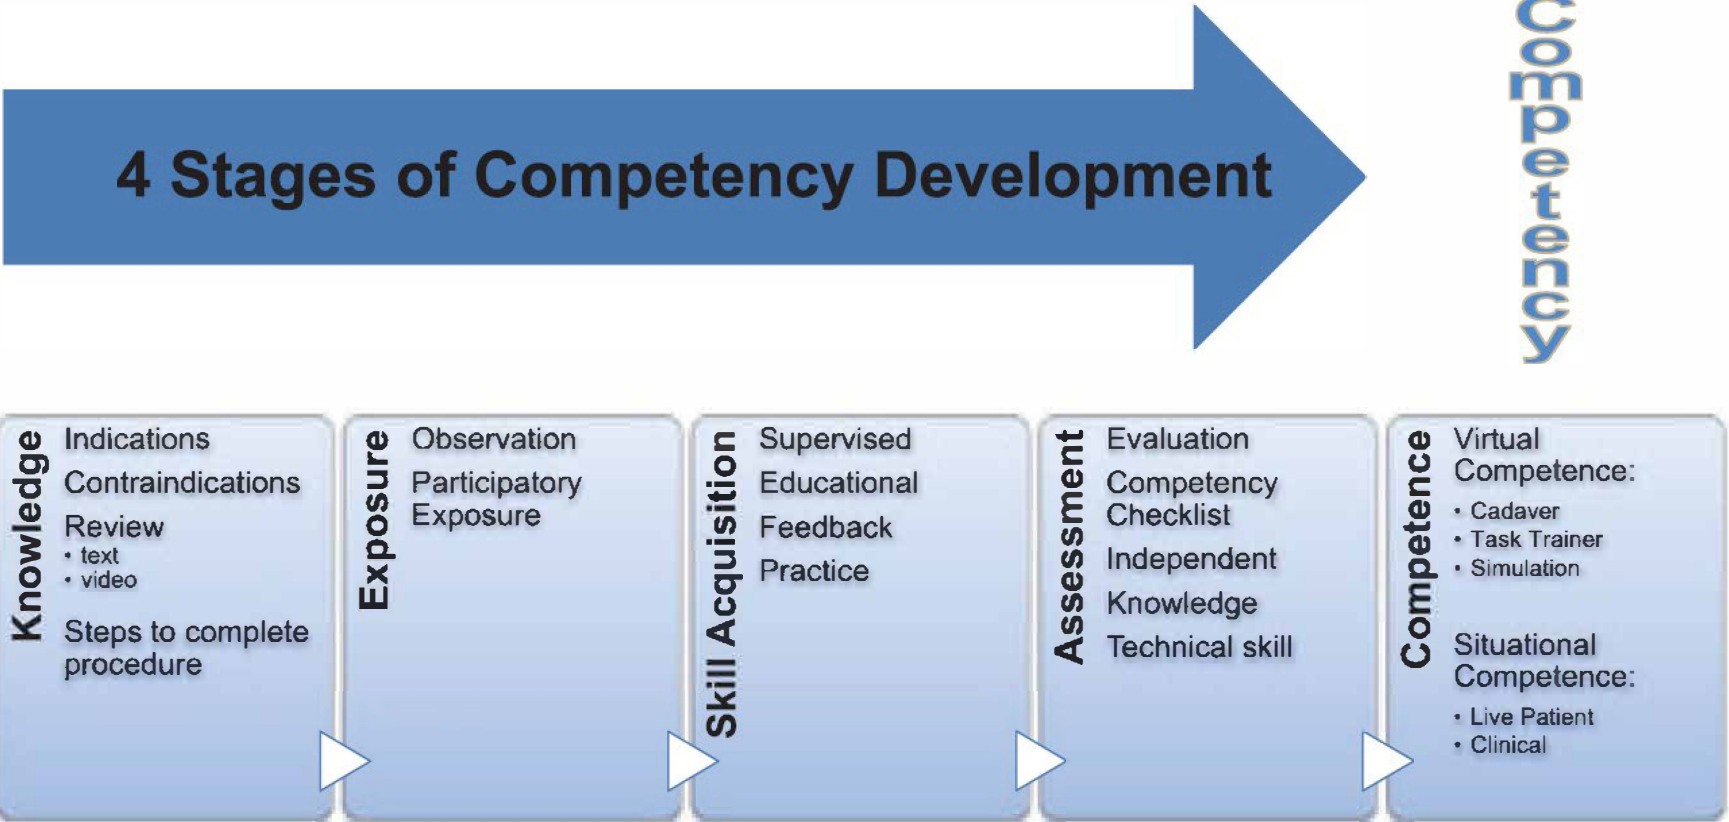 4 Stages of Competency Development
Competency
Knowledge
Indications
Contraindications
Review
• text
• video
Steps to complete
procedure
Exposure
Observation
Participatory
Exposure
Skill Acquisition
Supervised
Educational
Feedback
Practice
Assessment
Evaluation
Competency
Checklist
Independent
Knowledge
Technical skill
Competence
Virtual
Competence:
• Cadaver
• Task Trainer
• Simulation
Situational
Competence:
• Live Patient
• Clinical